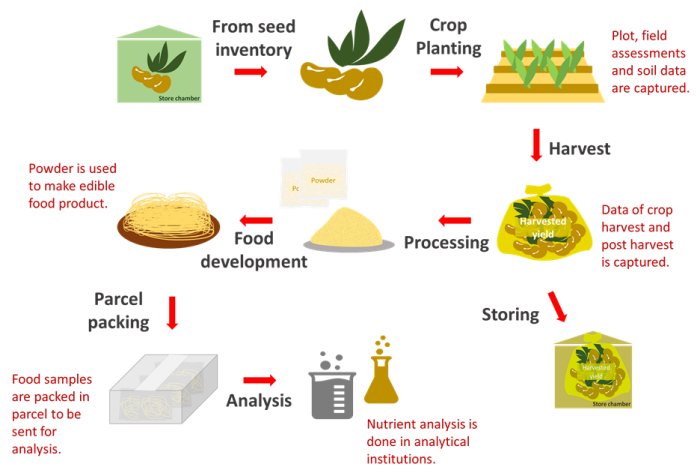 From seed
inventory
Crop
Planting
Plot, field
assessments
and soil data
are captured.
Store chamber
Harvest
Powder is used
to make edible
food product.
Powder
Harvested
yield
Data of crop
harvest and
post harvest
is captured.
Food
development
Processing
Parcel
packing
Storing
Harvested
yield
Store chamber
Food samples
are packed in
parcel to be
sent for
analysis.
Analysis
Nutrient analysis is
done in analytical
institutions.